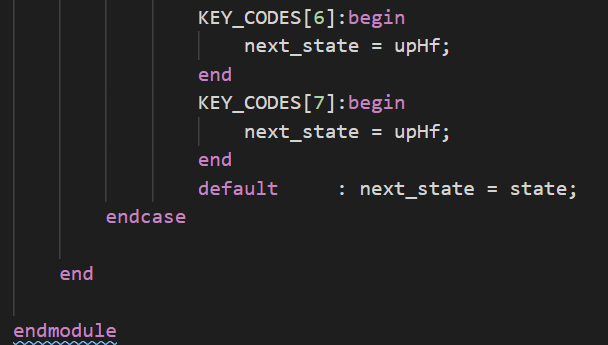 KEY_CODES[6]:begin
next_state = upHf;
end
KEY_CODES[7]:begin
next_state = upHf;
end
default     : next_state = state;
endcase
end
endmodule